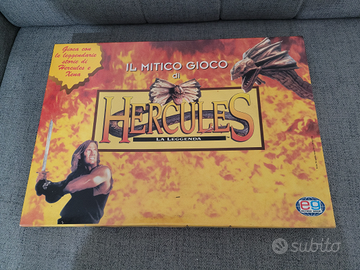 Gioca con
le leggendarie
storie di
Hercules e
Xena
IL MITICO GIOCO
di
HERCULES
LA LEGGENDA
eg
subito